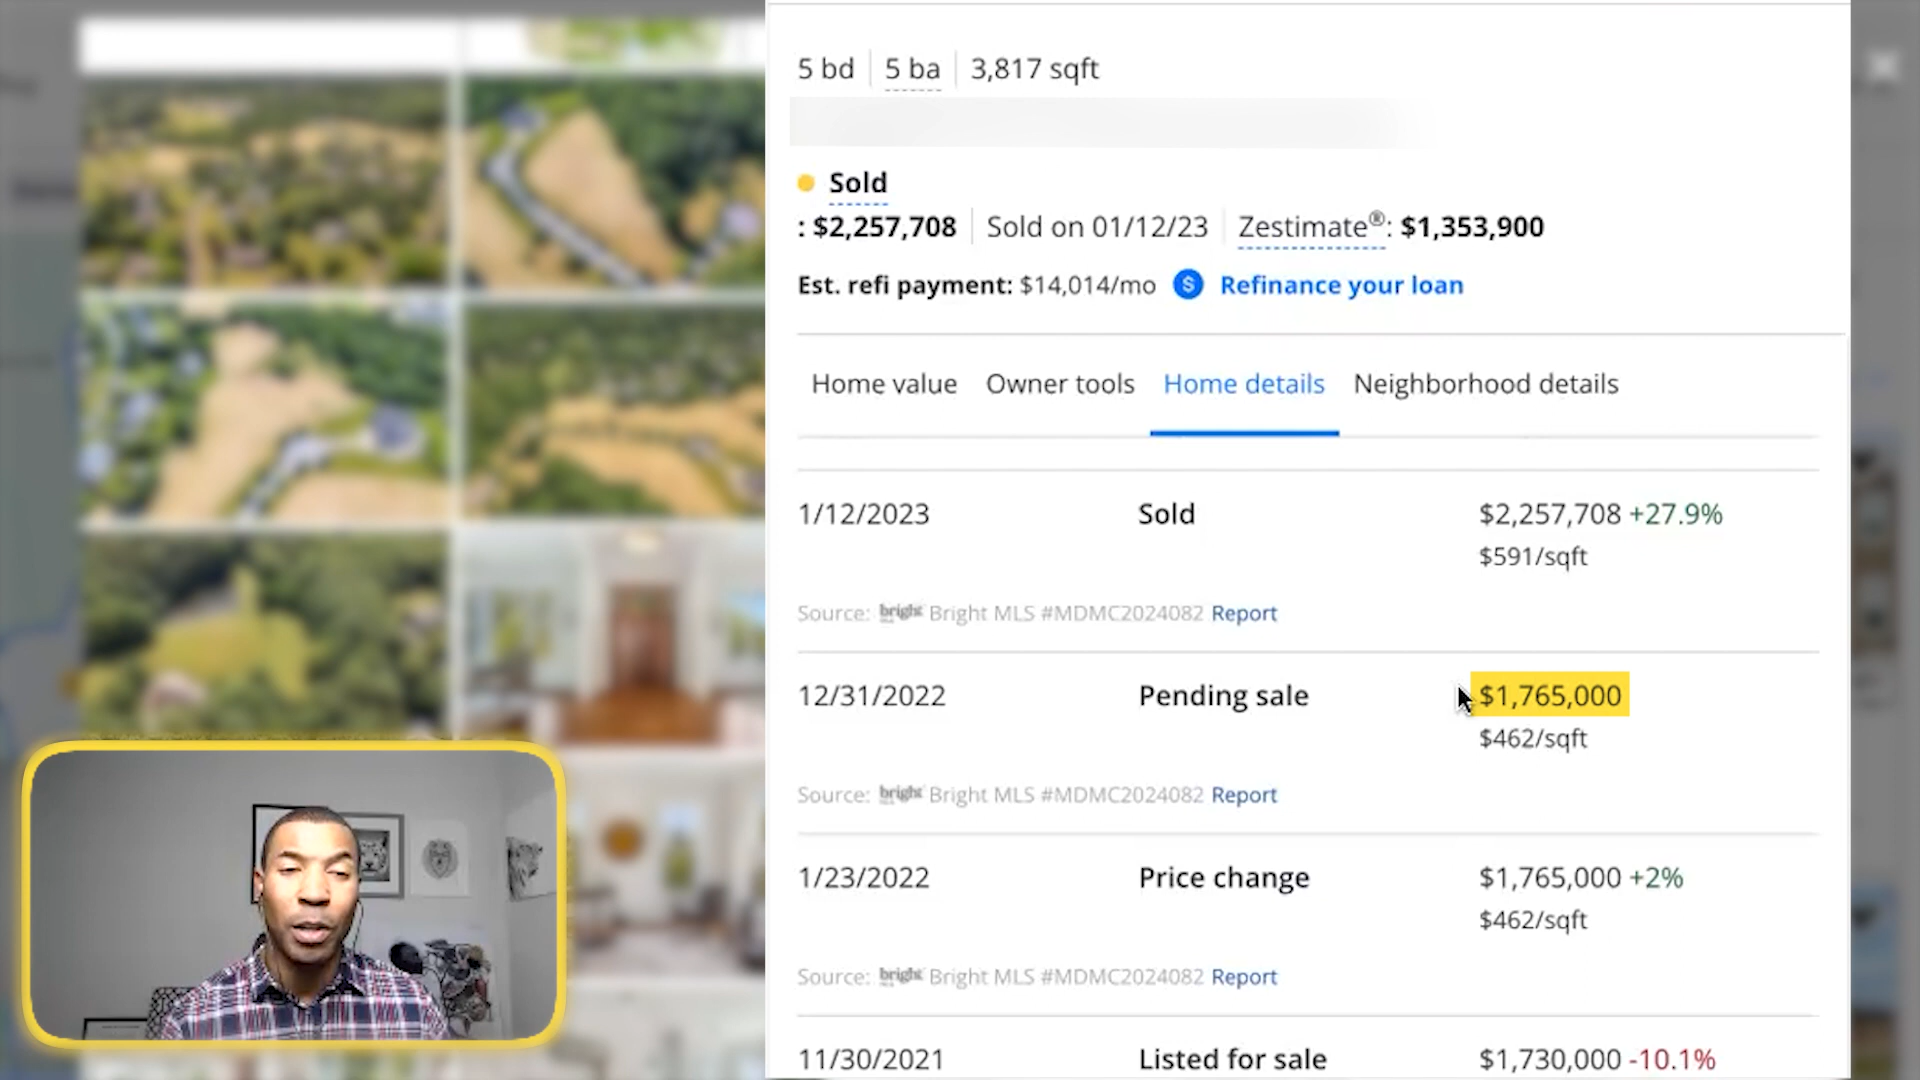 5 bd 5 ba 3,817 sqft
Sold
: $2,257,708 Sold on 01/12/23 Zestimate®: $1,353,900
Est. refi payment: $14,014/mo $ Refinance your loan
Home value Owner tools Home details Neighborhood details
1/12/2023 Sold $2,257,708 +27.9%
$591/sqft
Source: bright Bright MLS #MDMC2024082 Report
12/31/2022 Pending sale $1,765,000
$462/sqft
Source: bright Bright MLS #MDMC2024082 Report
1/23/2022 Price change $1,765,000 +2%
$462/sqft
Source: bright Bright MLS #MDMC2024082 Report
11/30/2021 Listed for sale $1,730,000 -10.1%